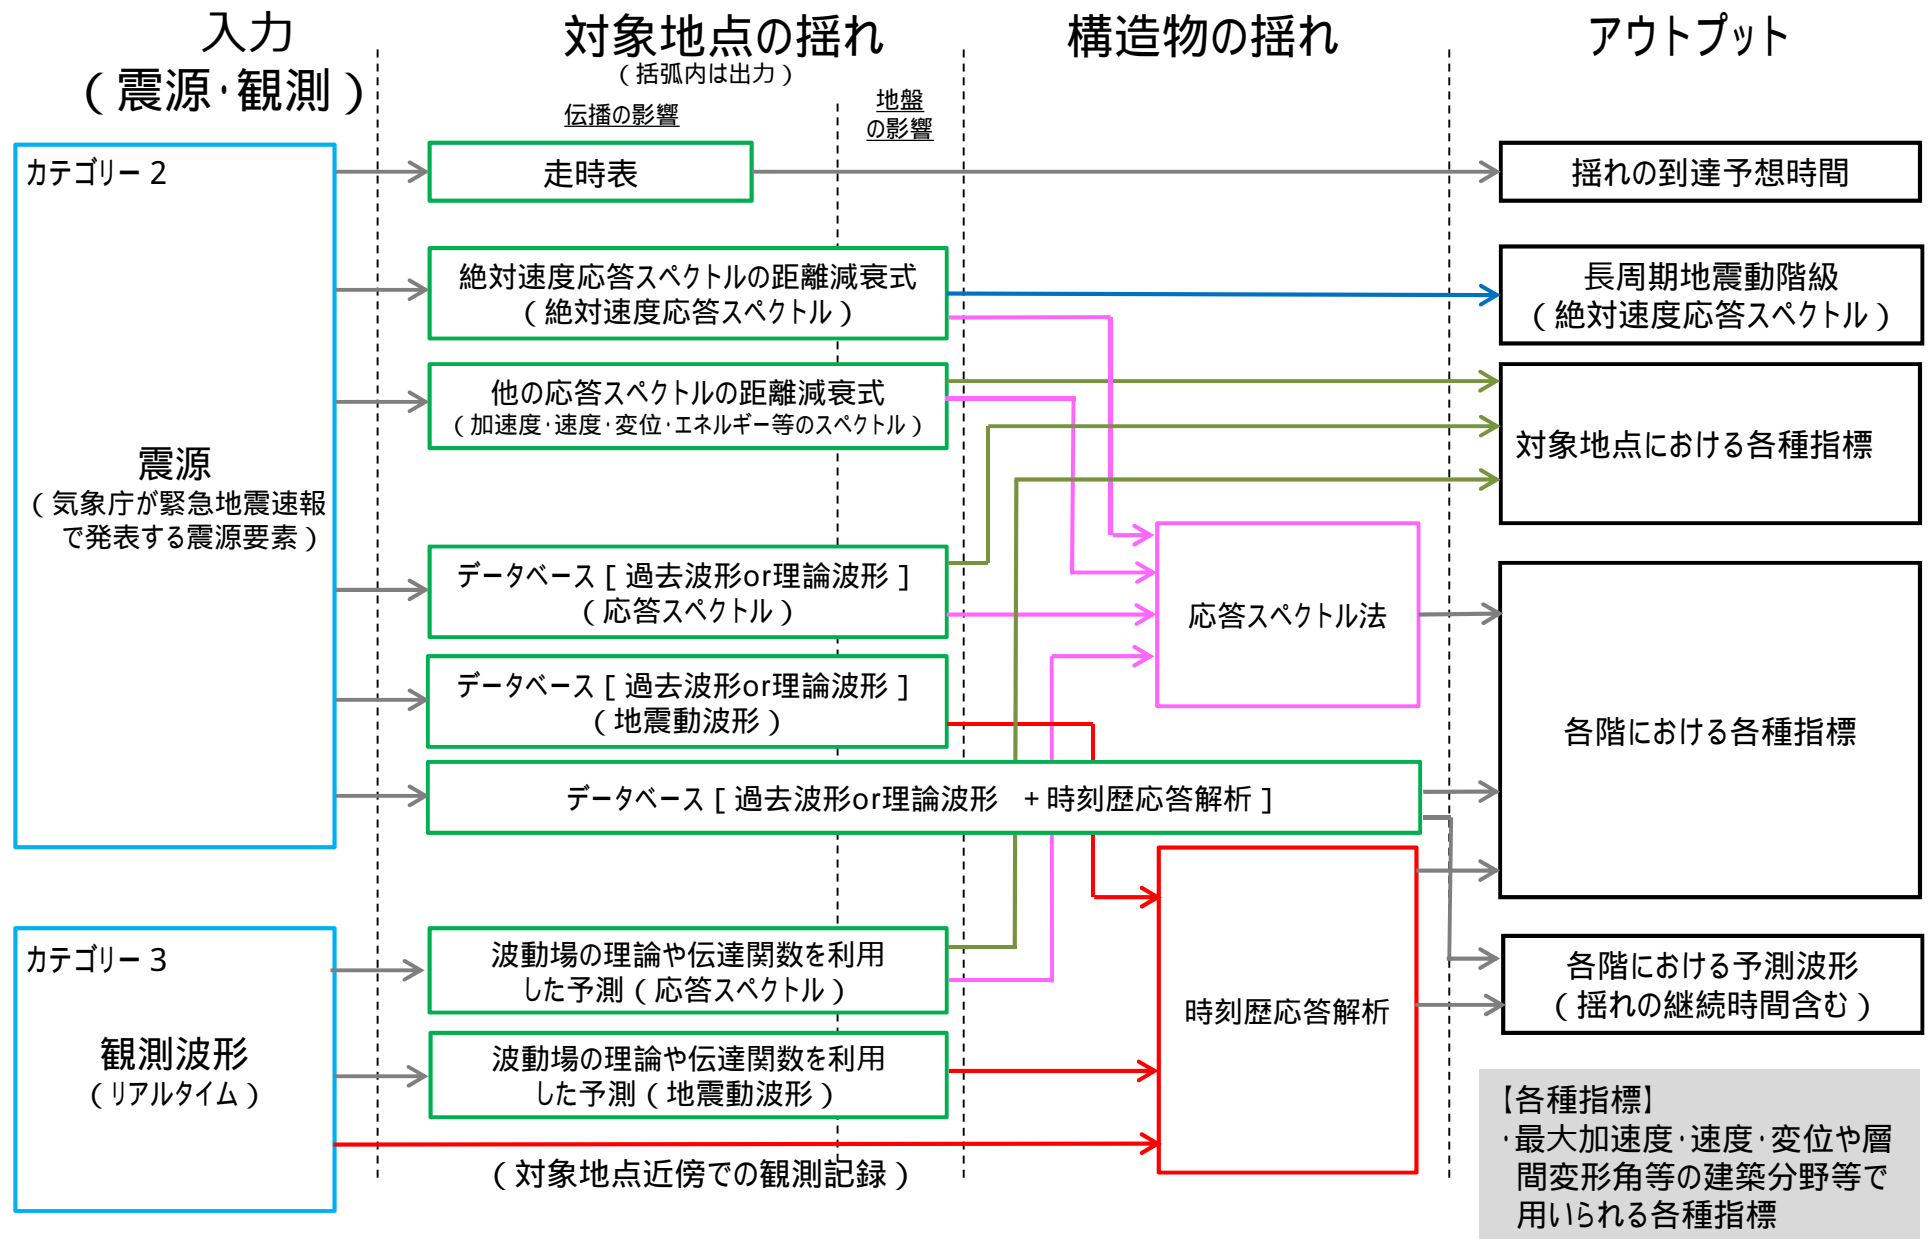 入力
（震源･観測）
対象地点の揺れ
（括弧内は出力）
伝播の影響
地盤
の影響
構造物の揺れ
アウトプット
カテゴリー２
震源
（気象庁が緊急地震速報
で発表する震源要素）
走時表
揺れの到達予想時間
絶対速度応答スペクトルの距離減衰式
（絶対速度応答スペクトル）
長周期地震動階級
（絶対速度応答スペクトル）
他の応答スペクトルの距離減衰式
（加速度･速度･変位･エネルギー等のスペクトル）
対象地点における各種指標
データベース［過去波形or理論波形］
（応答スペクトル）
応答スペクトル法
データベース［過去波形or理論波形］
（地震動波形）
各階における各種指標
データベース［過去波形or理論波形　＋時刻歴応答解析］
カテゴリー３
観測波形
（リアルタイム）
波動場の理論や伝達関数を利用
した予測（応答スペクトル）
時刻歴応答解析
各階における予測波形
（揺れの継続時間含む）
波動場の理論や伝達関数を利用
した予測（地震動波形）
（対象地点近傍での観測記録）
【各種指標】
･最大加速度･速度･変位や層
間変形角等の建築分野等で
用いられる各種指標